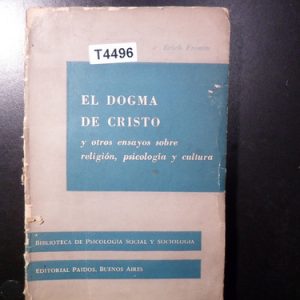 Erich Fromm
T4496
EL DOGMA
DE CRISTO
y otros ensayos sobre
religión, psicología y cultura
BIBLIOTECA DE PSICOLOGÍA SOCIAL Y SOCIOLOGÍA
EDITORIAL PAIDOS, BUENOS AIRES